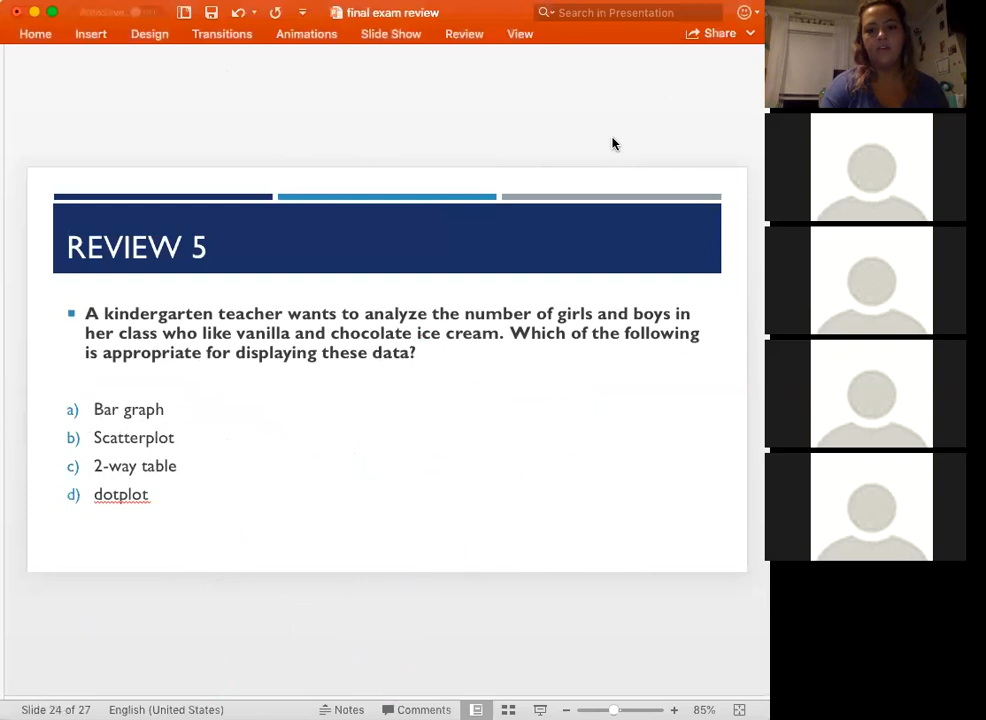 final exam review
Search in Presentation
Home Insert Design Transitions Animations Slide Show Review View Share
REVIEW 5
A kindergarten teacher wants to analyze the number of girls and boys in
her class who like vanilla and chocolate ice cream. Which of the following
is appropriate for displaying these data?
a) Bar graph
b) Scatterplot
c) 2-way table
d) dotplot
Slide 24 of 27 English (United States) Notes Comments 85%